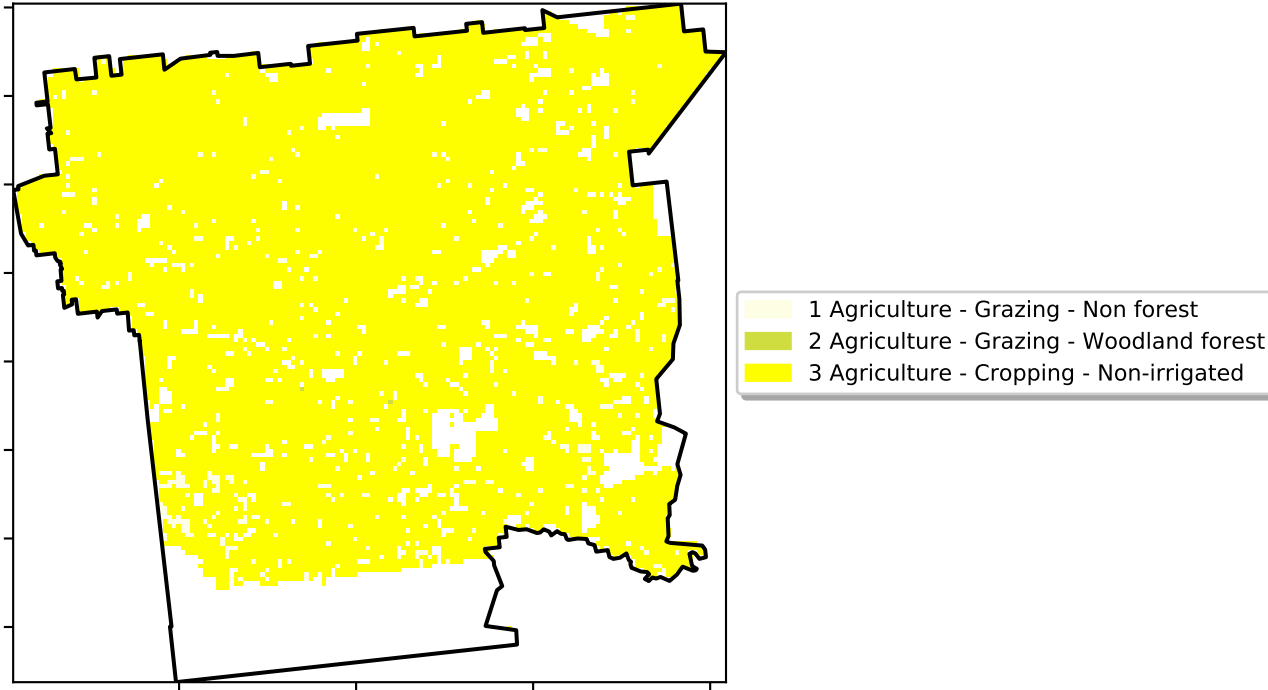 1 Agriculture - Grazing - Non forest
2 Agriculture - Grazing - Woodland forest
3 Agriculture - Cropping - Non-irrigated